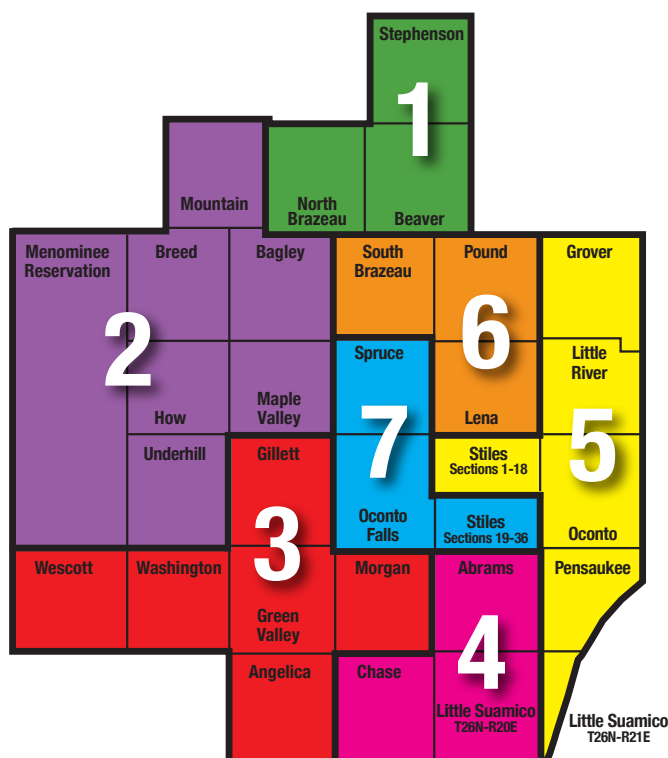 Stephenson
1
Mountain
North
Brazeau
Beaver
Menominee
Reservation
Breed
Bagley
South
Brazeau
Pound
Grover
2
6
Spruce
Little
River
How
Maple
Valley
7
Lena
5
Underhill
Gillett
Stiles
Sections 1-18
3
Oconto
Falls
Stiles
Sections 19-36
Oconto
Wescott
Washington
Green
Valley
Morgan
Abrams
Pensaukee
4
Angelica
Chase
Little Suamico
T26N-R20E
Little Suamico
T26N-R21E